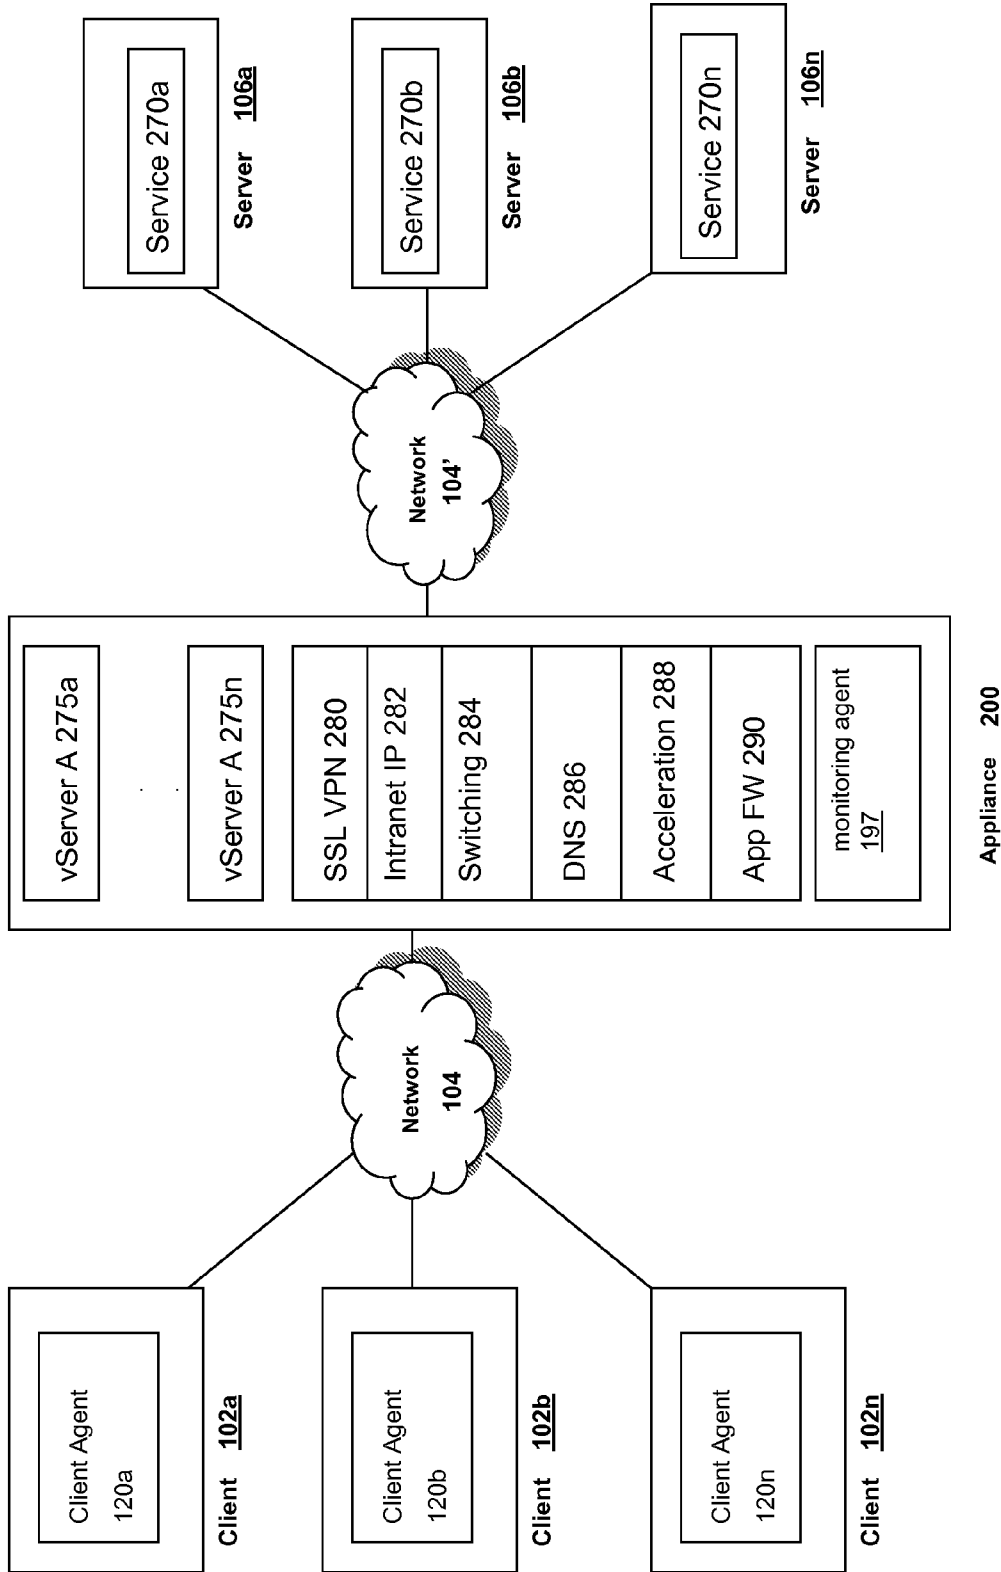 Client Agent
120a
Client 102a
Client Agent
120b
Client 102b
Client Agent
120n
Client 102n
Network
104
vServer A 275a
vServer A 275n
SSL VPN 280
Intranet IP 282
Switching 284
DNS 286
Acceleration 288
App FW 290
monitoring agent
197
Appliance 200
Network
104'
Service 270a
Server 106a
Service 270b
Server 106b
Service 270n
Server 106n